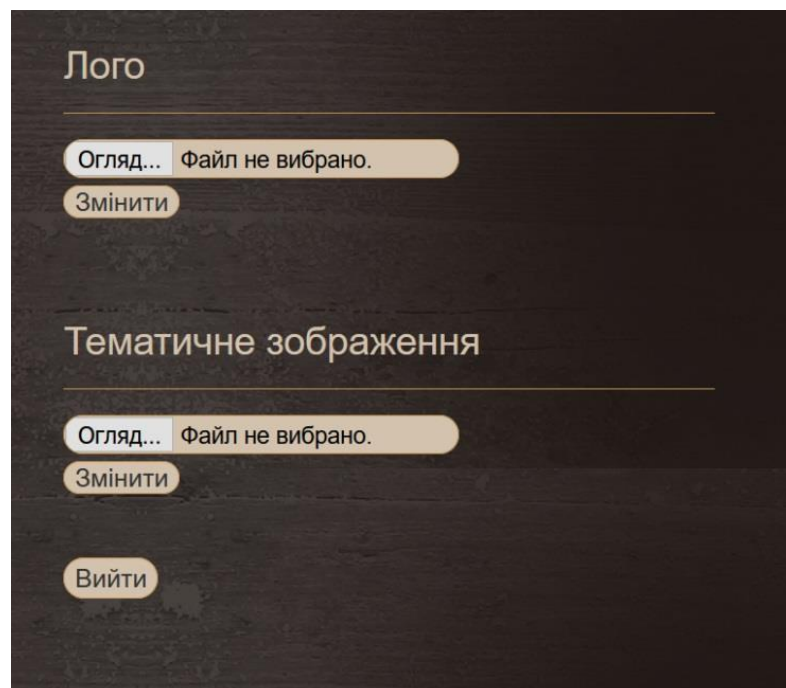 Лого
Огляд... Файл не вибрано.
Змінити
Тематичне зображення
Огляд... Файл не вибрано.
Змінити
Вийти